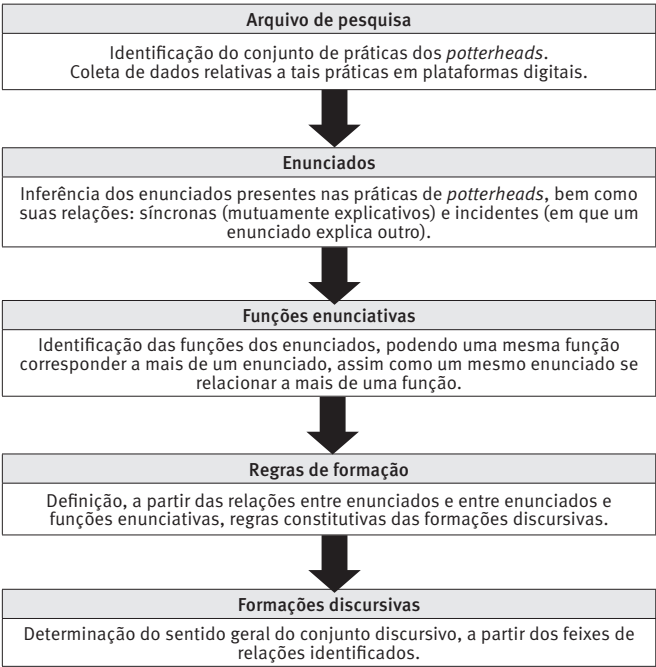 Arquivo de pesquisa
Identificação do conjunto de práticas dos potterheads.
Coleta de dados relativas a tais práticas em plataformas digitais.
Enunciados
Inferência dos enunciados presentes nas práticas de potterheads, bem como
suas relações: síncronas (mutuamente explicativos) e incidentes (em que um
enunciado explica outro).
Funções enunciativas
Identificação das funções dos enunciados, podendo uma mesma função
corresponder a mais de um enunciado, assim como um mesmo enunciado se
relacionar a mais de uma função.
Regras de formação
Definição, a partir das relações entre enunciados e entre enunciados e
funções enunciativas, regras constitutivas das formações discursivas.
Formações discursivas
Determinação do sentido geral do conjunto discursivo, a partir dos feixes de
relações identificados.